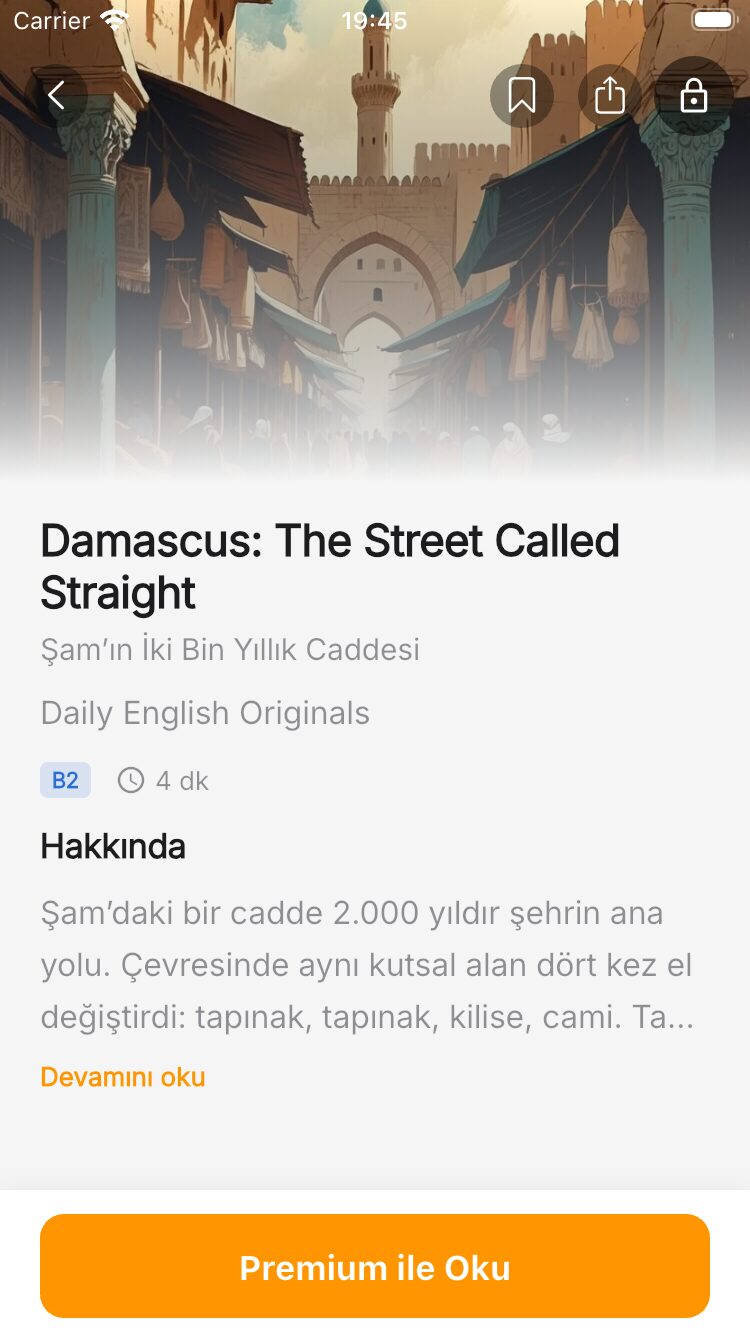 Carrier 19:45
Damascus: The Street Called
Straight
Şam’ın İki Bin Yıllık Caddesi
Daily English Originals
B2 4 dk
Hakkında
Şam’daki bir cadde 2.000 yıldır şehrin ana
yolu. Çevresinde aynı kutsal alan dört kez el
değiştirdi: tapınak, tapınak, kilise, cami. Ta...
Devamını oku
Premium ile Oku